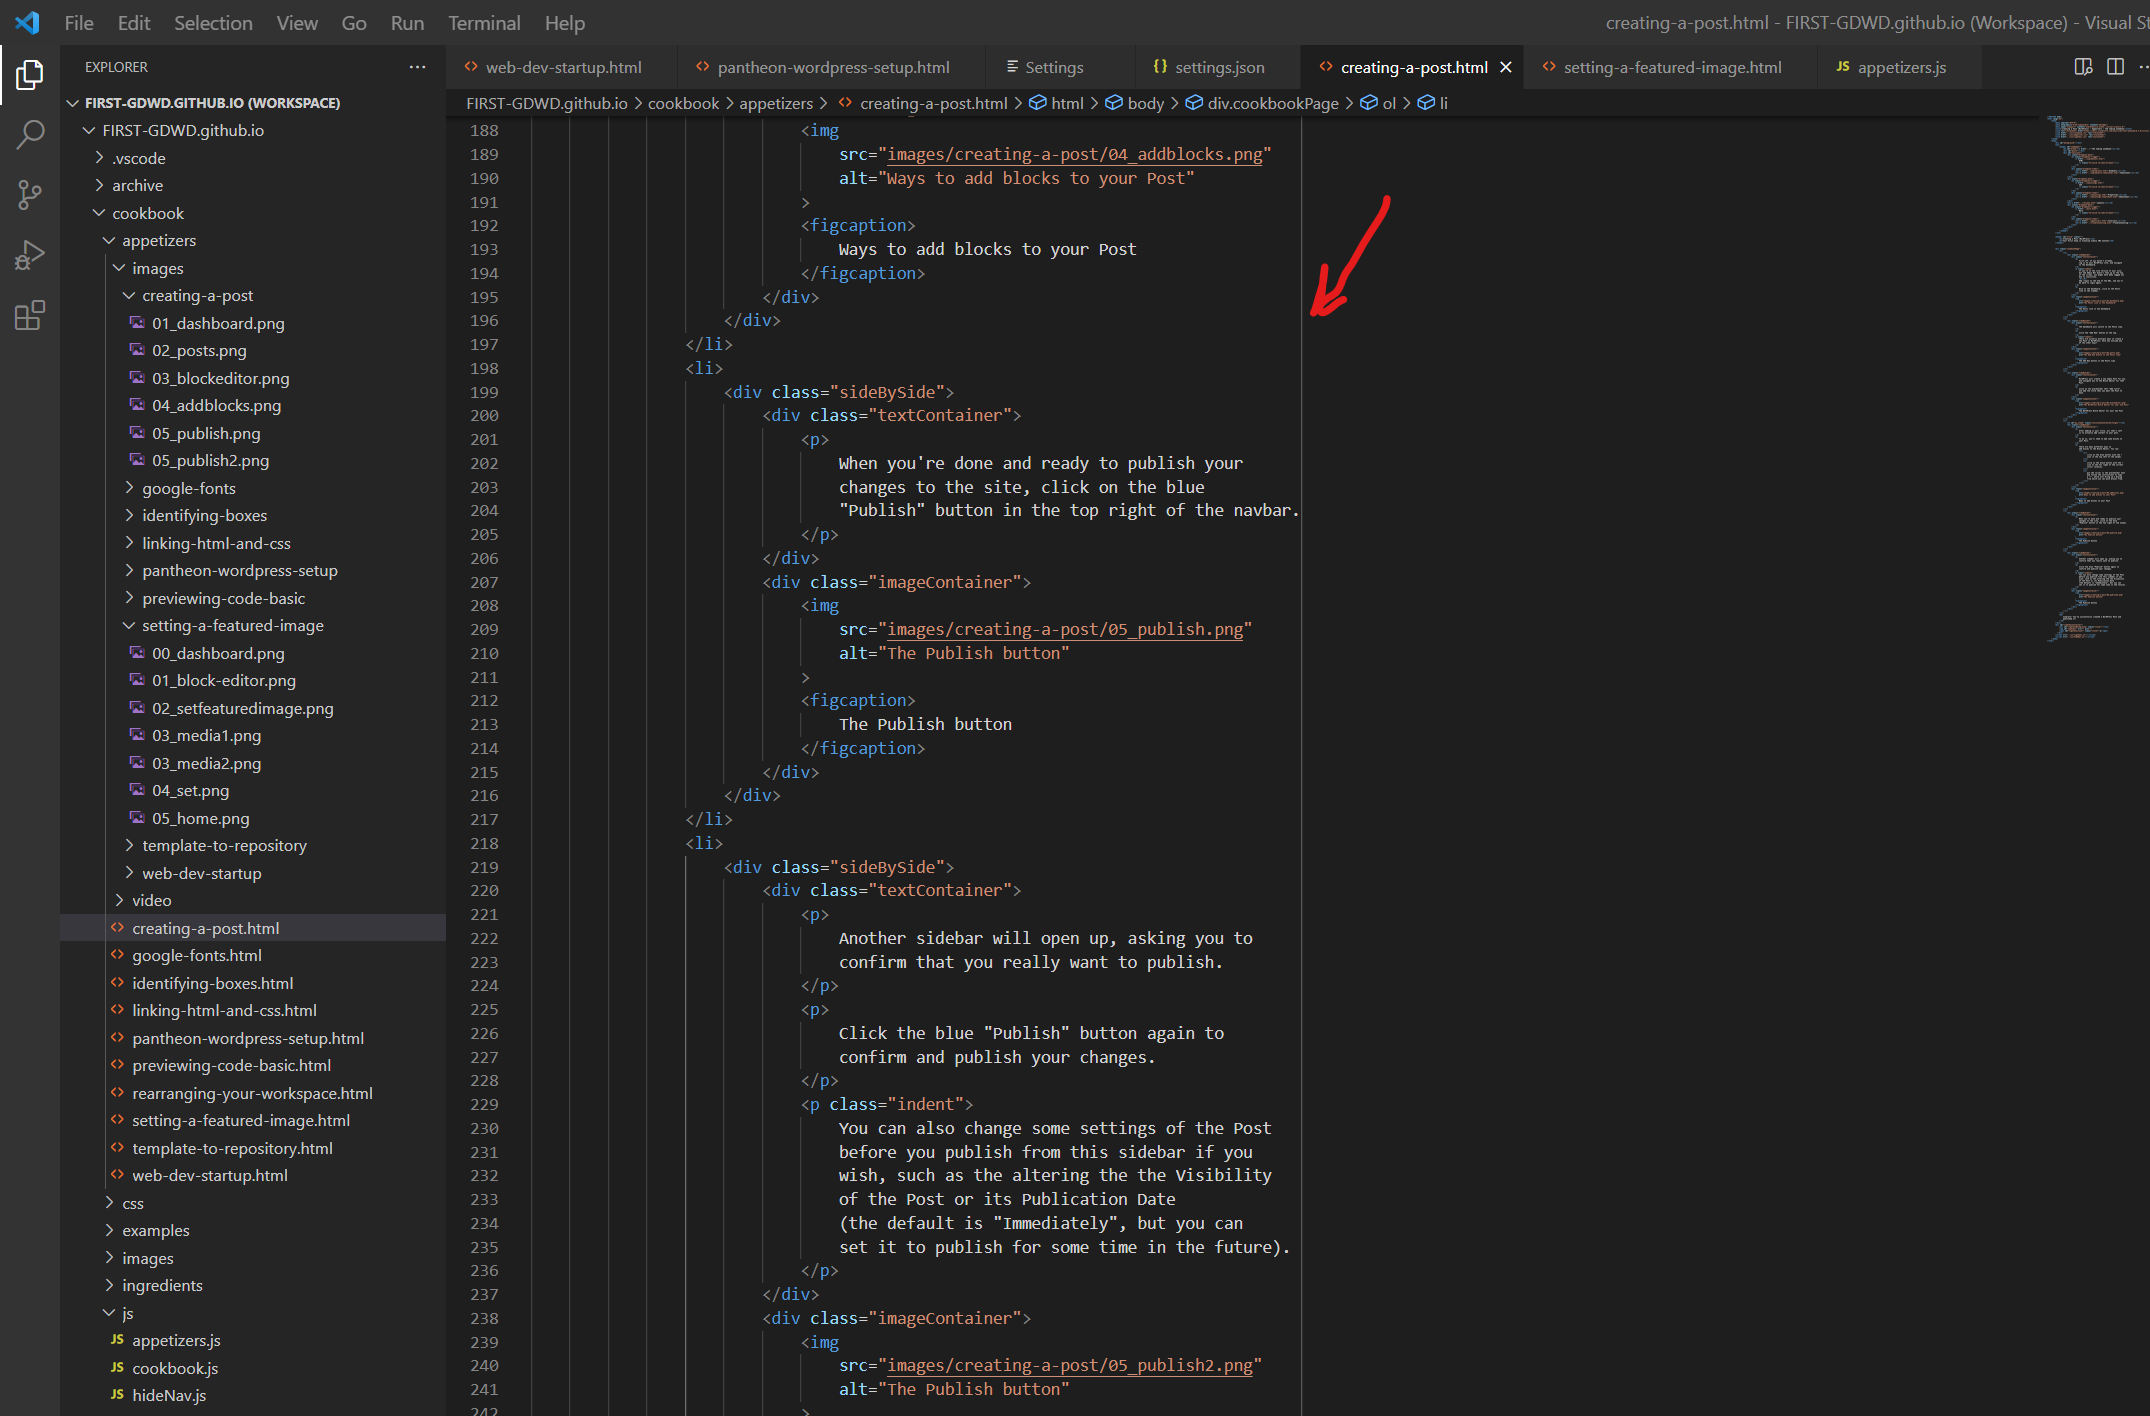 File Edit Selection View Go Run Terminal Help
creating-a-post.html - FIRST-GDWD.github.io (Workspace) - Visual St
EXPLORER
FIRST-GDWD.GITHUB.IO (WORKSPACE)
FIRST-GDWD.github.io
.vscode
archive
cookbook
appetizers
images
creating-a-post
01_dashboard.png
02_posts.png
03_blockeditor.png
04_addblocks.png
05_publish.png
05_publish2.png
google-fonts
identifying-boxes
linking-html-and-css
pantheon-wordpress-setup
previewing-code-basic
setting-a-featured-image
00_dashboard.png
01_block-editor.png
02_setfeaturedimage.png
03_media1.png
03_media2.png
04_set.png
05_home.png
template-to-repository
web-dev-startup
video
creating-a-post.html
google-fonts.html
identifying-boxes.html
linking-html-and-css.html
pantheon-wordpress-setup.html
previewing-code-basic.html
rearranging-your-workspace.html
setting-a-featured-image.html
template-to-repository.html
web-dev-startup.html
css
examples
images
ingredients
js
JS appetizers.js
JS cookbook.js
JS hideNav.js
web-dev-startup.html pantheon-wordpress-setup.html Settings {} settings.json creating-a-post.html setting-a-featured-image.html JS appetizers.js
FIRST-GDWD.github.io > cookbook > appetizers > creating-a-post.html > html > body > div.cookbookPage > ol > li
188 <img
189 src="images/creating-a-post/04_addblocks.png"
190 alt="Ways to add blocks to your Post"
191 >
192 <figcaption>
193 Ways to add blocks to your Post
194 </figcaption>
195 </div>
196 </div>
197 </li>
198 <li>
199 <div class="sideBySide">
200 <div class="textContainer">
201 <p>
202 When you're done and ready to publish your
203 changes to the site, click on the blue
204 "Publish" button in the top right of the navbar.
205 </p>
206 </div>
207 <div class="imageContainer">
208 <img
209 src="images/creating-a-post/05_publish.png"
210 alt="The Publish button"
211 >
212 <figcaption>
213 The Publish button
214 </figcaption>
215 </div>
216 </div>
217 </li>
218 <li>
219 <div class="sideBySide">
220 <div class="textContainer">
221 <p>
222 Another sidebar will open up, asking you to
223 confirm that you really want to publish.
224 </p>
225 <p>
226 Click the blue "Publish" button again to
227 confirm and publish your changes.
228 </p>
229 <p class="indent">
230 You can also change some settings of the Post
231 before you publish from this sidebar if you
232 wish, such as the altering the the Visibility
233 of the Post or its Publication Date
234 (the default is "Immediately", but you can
235 set it to publish for some time in the future).
236 </p>
237 </div>
238 <div class="imageContainer">
239 <img
240 src="images/creating-a-post/05_publish2.png"
241 alt="The Publish button"
242 >